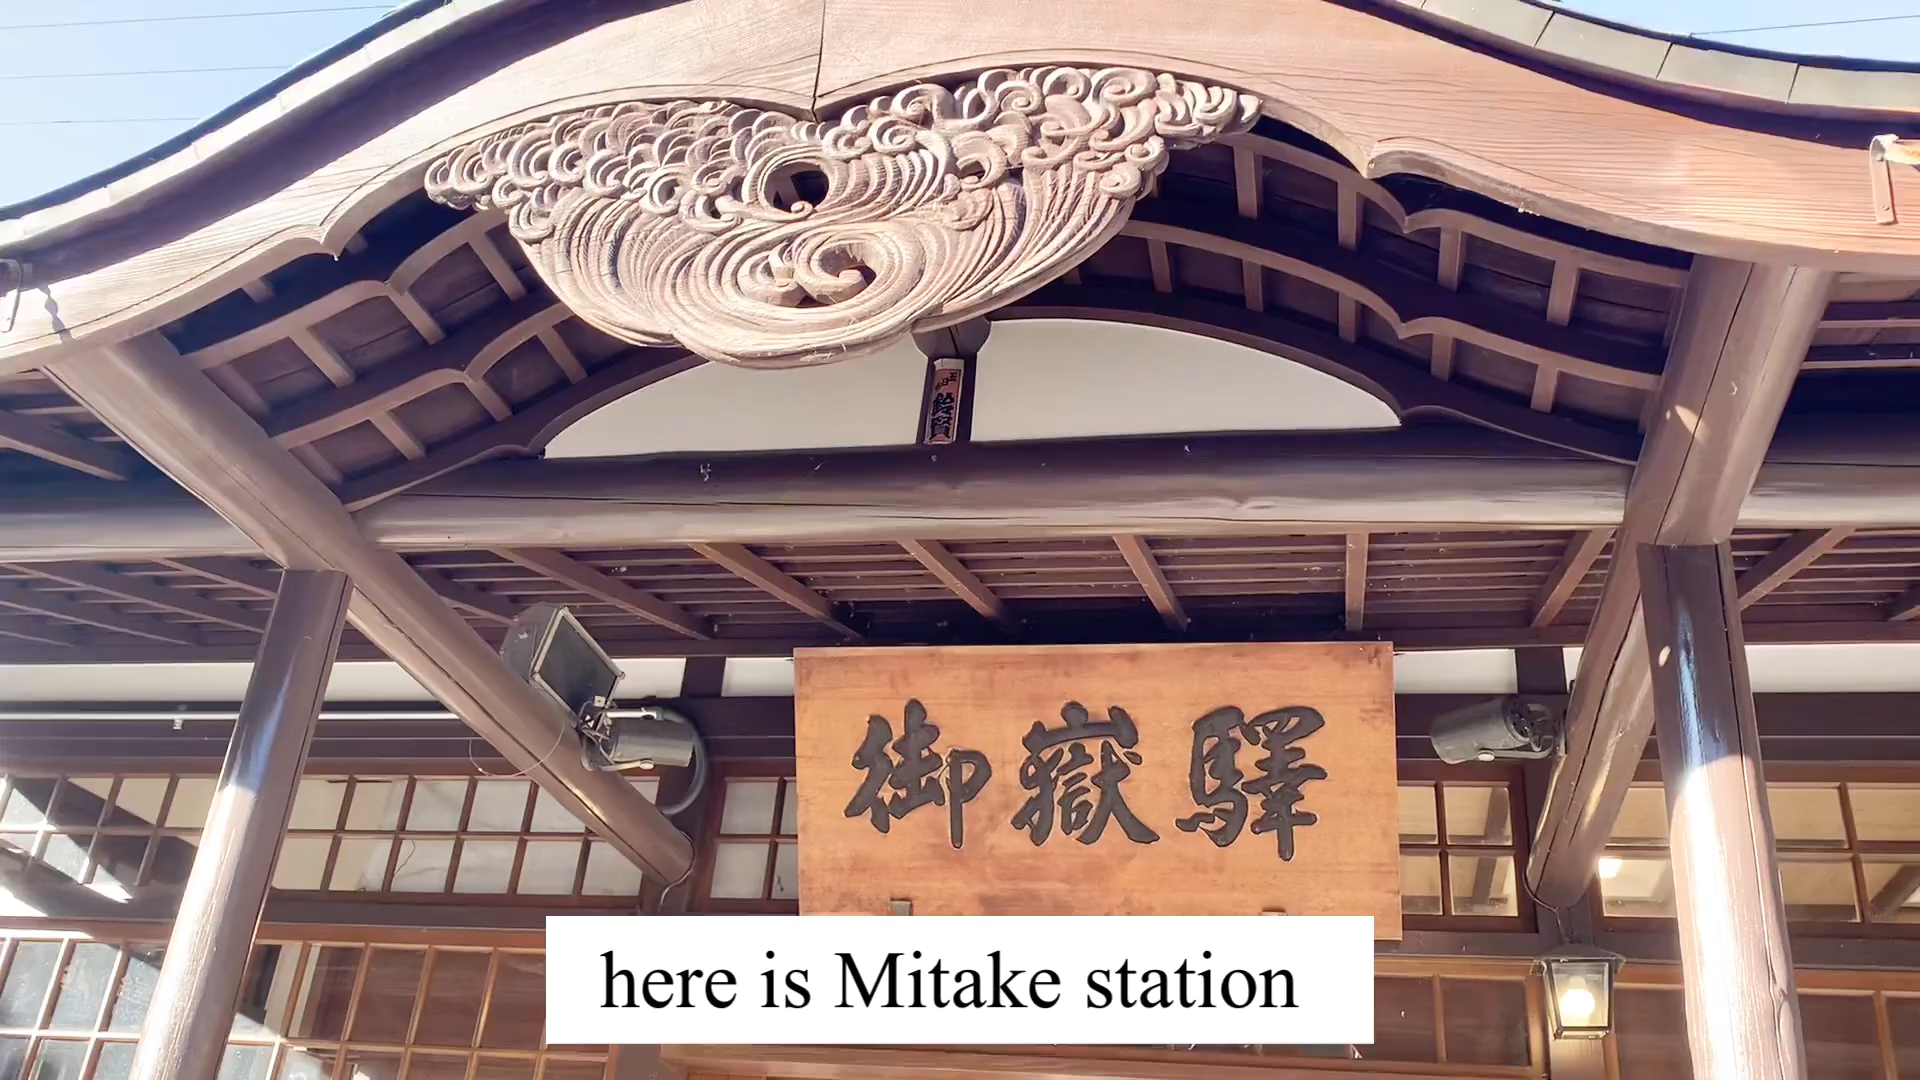 御嶽驛
here is Mitake station